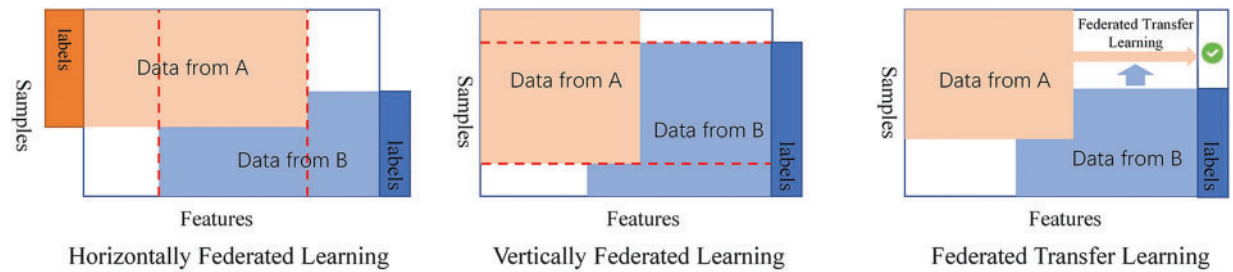 labels
Samples
Data from A
Data from B
labels
Features
Horizontally Federated Learning
Samples
Data from A
Data from B
labels
Features
Vertically Federated Learning
Samples
Data from A
Federated Transfer
Learning
Data from B
labels
Features
Federated Transfer Learning